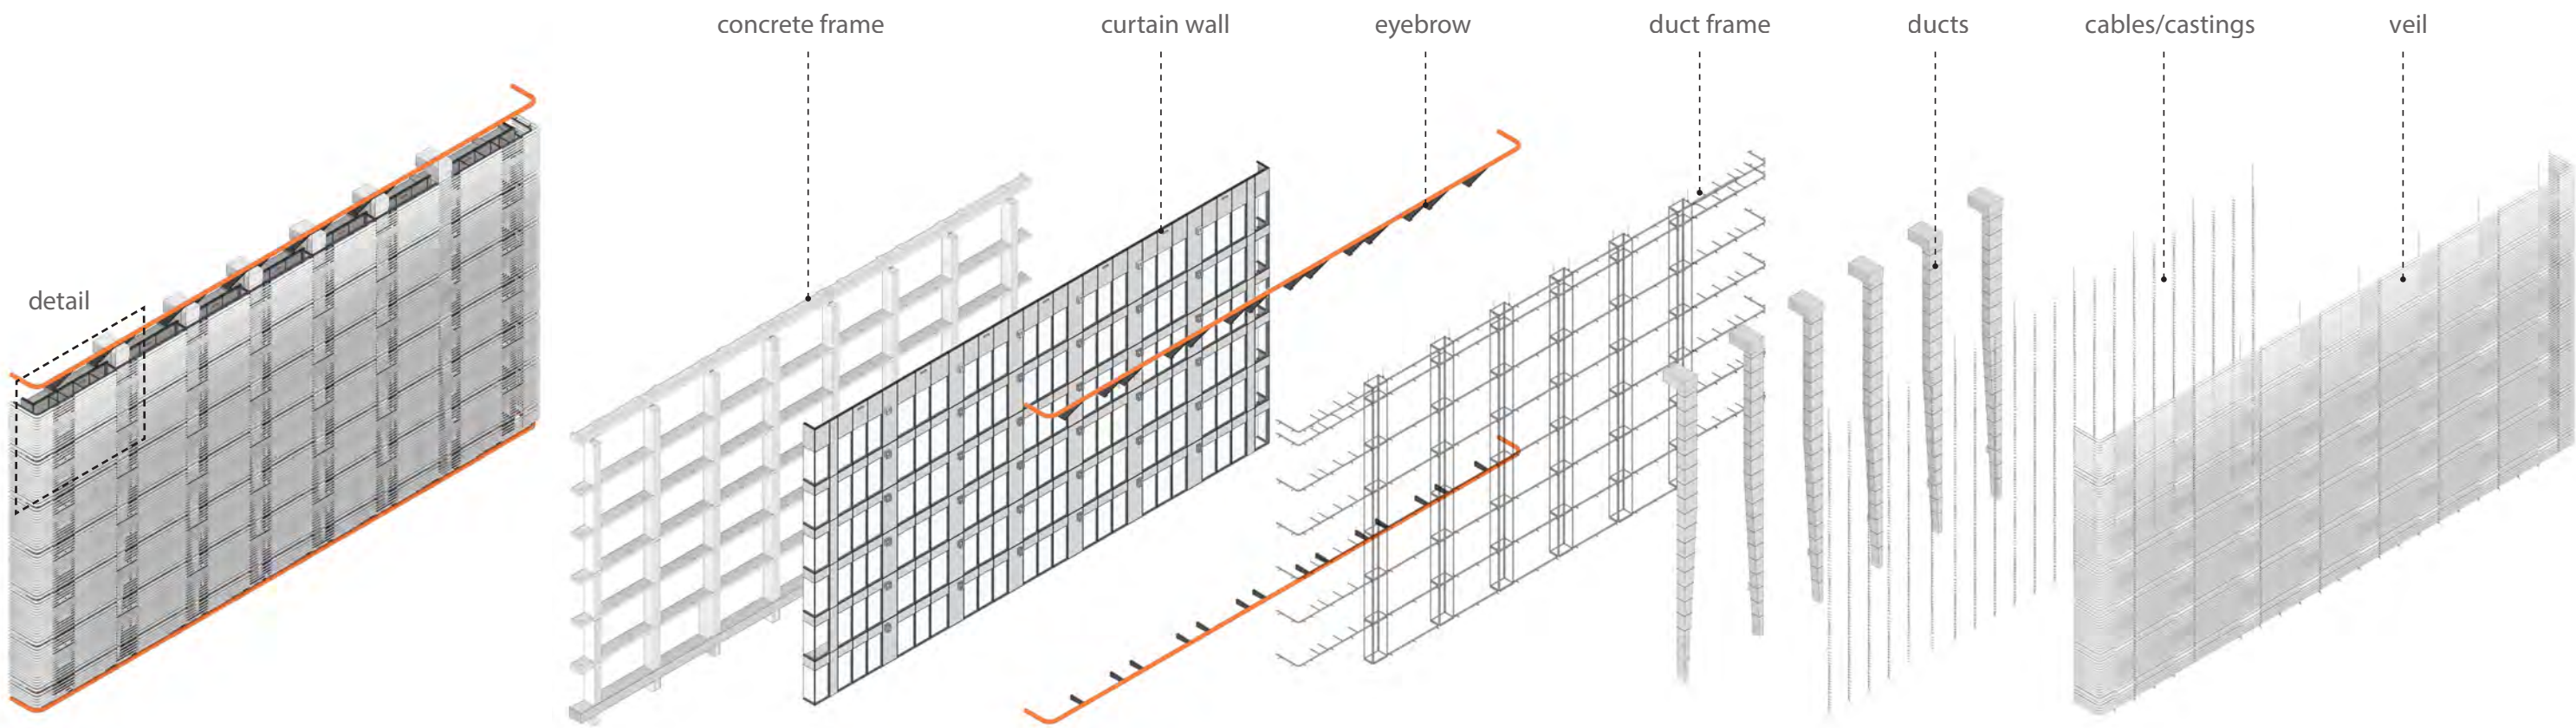 concrete frame
curtain wall
eyebrow
duct frame
ducts
cables/castings
veil
detail